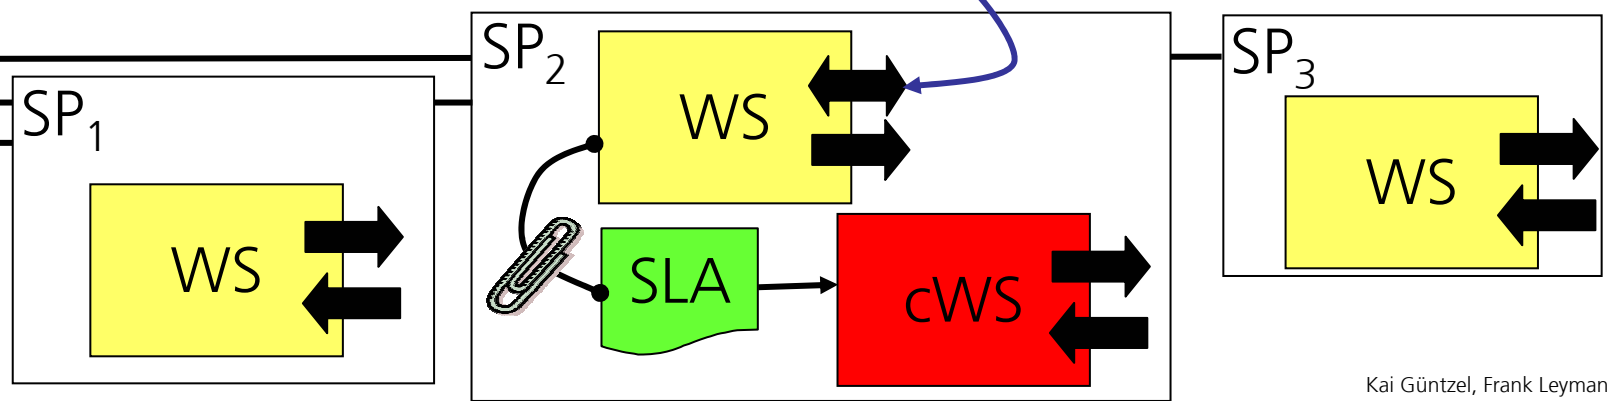 SP1
WS
SP2
WS
SLA
cWS
SP3
WS
Kai Güntzel, Frank Leyman